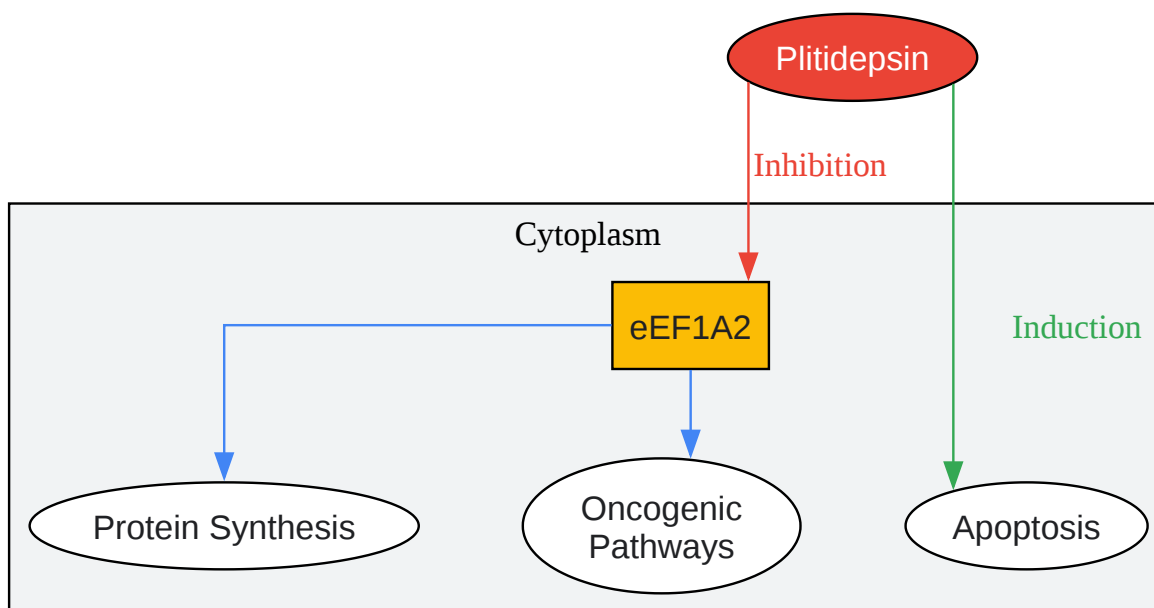 Plitidepsin
Inhibition
Cytoplasm
eEF1A2
Induction
Protein Synthesis
Oncogenic
Pathways
Apoptosis